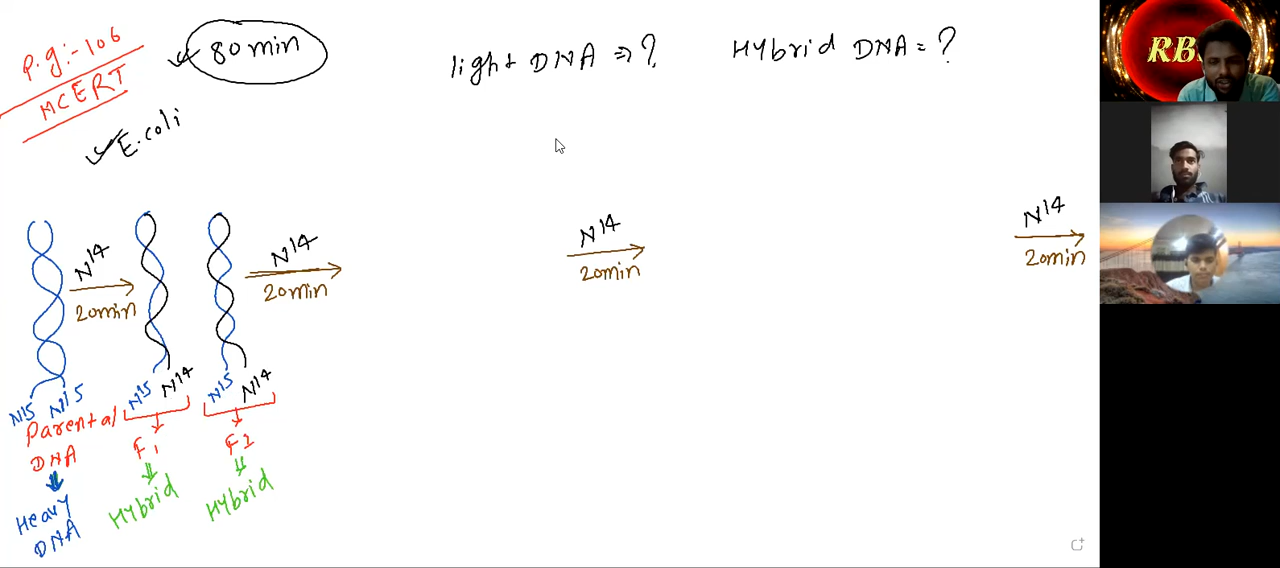 P.g:-106
NCERT
80 min
E.coli
light DNA => ?
HYbrid DNA = ?
RB
N14
20min
N14
20min
N14
20min
N14
20min
N15 N15
N15 N14
N15 N14
Parental
DNA
Heavy
DNA
F1
HYbrid
F1
HYbrid